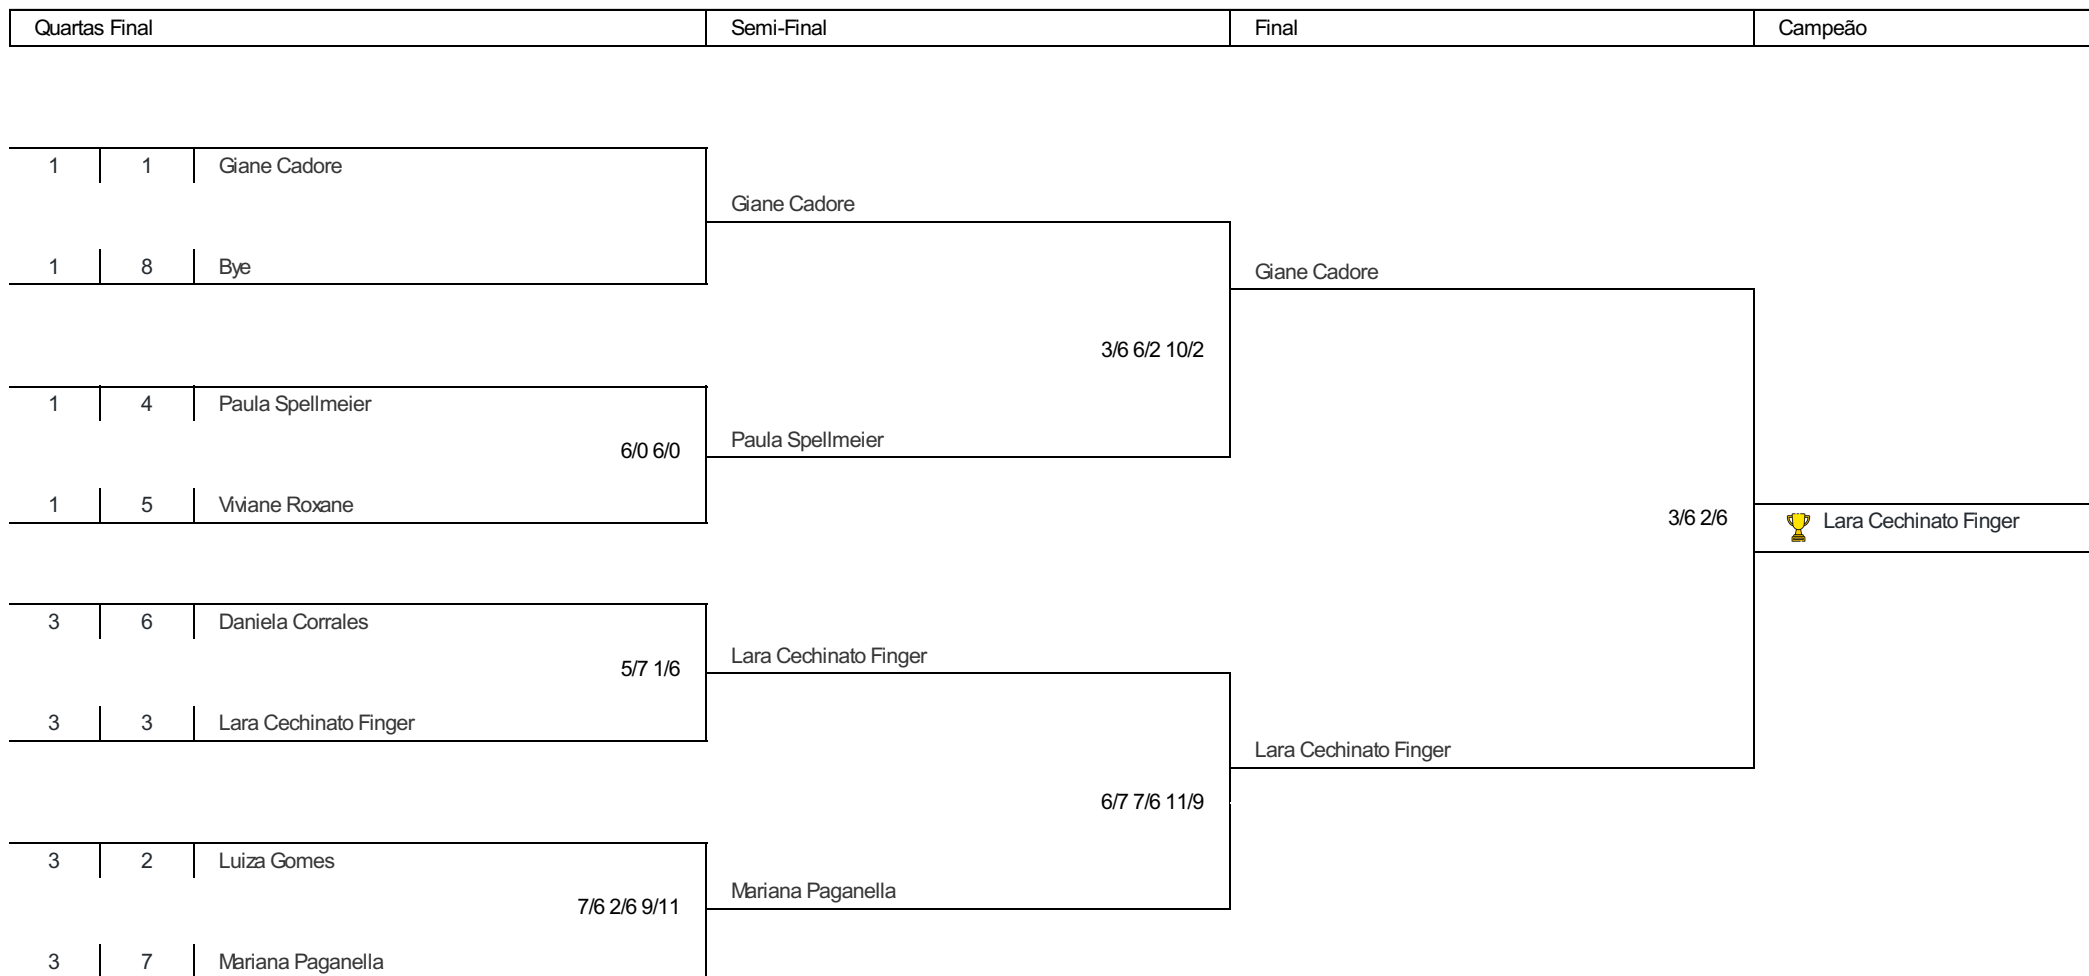 Quartas Final Semi-Final Final Campeão
1 1 Giane Cadore
Giane Cadore
1 8 Bye
Giane Cadore
3/6 6/2 10/2
1 4 Paula Spellmeier
Paula Spellmeier
6/0 6/0
1 5 Viviane Roxane
3/6 2/6
Lara Cechinato Finger
3 6 Daniela Corrales
Lara Cechinato Finger
5/7 1/6
3 3 Lara Cechinato Finger
Lara Cechinato Finger
6/7 7/6 11/9
3 2 Luiza Gomes
Mariana Paganella
7/6 2/6 9/11
3 7 Mariana Paganella